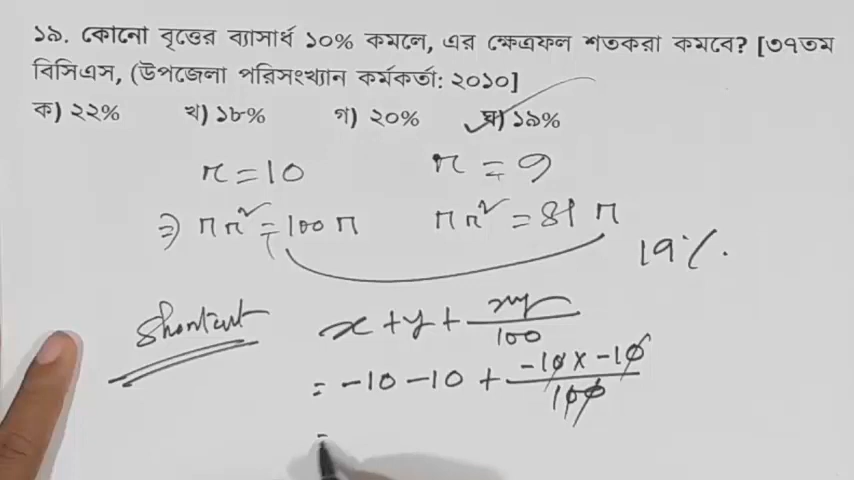 ১৯. কোনো বৃত্তের ব্যাসার্ধ ১০% কমলে, এর ক্ষেত্রফল শতকরা কমবে? [৩৭তম
বিসিএস, (উপজেলা পরিসংখ্যান কর্মকর্তা: ২০১০]
ক) ২২% খ) ১৮% গ) ২০% ঘ) ১৯%
r = 10 r = 9
⇒ πr² = 100π πr² = 81π
19%.
Shortcut x + y + xy/100
= -10 -10 + -10 x -10/100
=